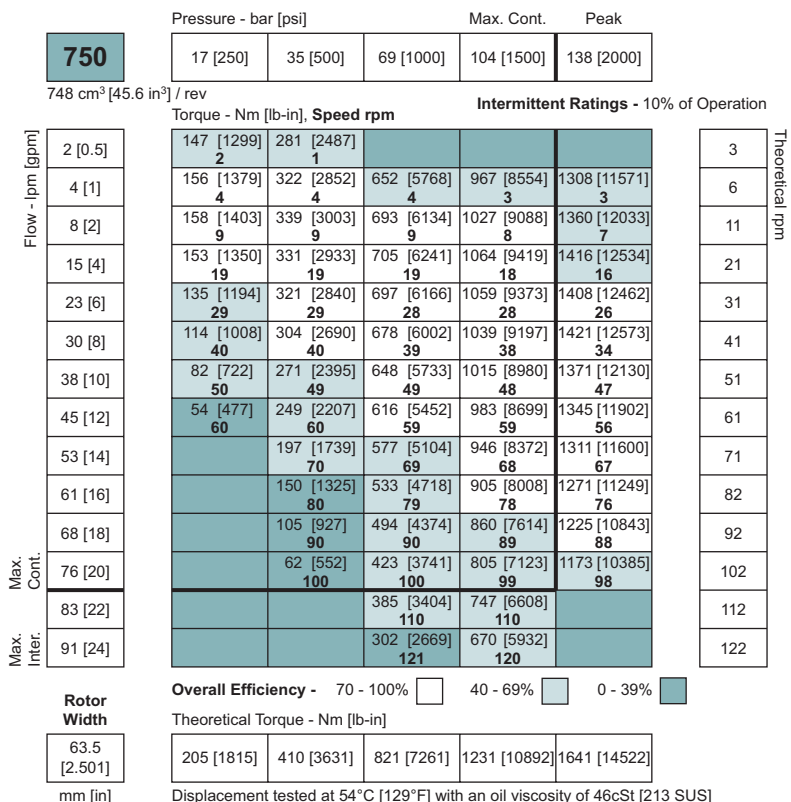 Pressure - bar [psi] Max. Cont. Peak
750 17 [250] 35 [500] 69 [1000] 104 [1500] 138 [2000]
748 cm³ [45.6 in³] / rev
Intermittent Ratings - 10% of Operation
Torque - Nm [lb-in], Speed rpm
Flow - lpm [gpm]
Theoretical rpm
2 [0.5] 147 [1299] 281 [2487] 3
2 1
4 [1] 156 [1379] 322 [2852] 652 [5768] 967 [8554] 1308 [11571] 6
4 4 4 3 3
8 [2] 158 [1403] 339 [3003] 693 [6134] 1027 [9088] 1360 [12033] 11
9 9 9 8 7
15 [4] 153 [1350] 331 [2933] 705 [6241] 1064 [9419] 1416 [12534] 21
19 19 19 18 16
23 [6] 135 [1194] 321 [2840] 697 [6166] 1059 [9373] 1408 [12462] 31
29 29 28 28 26
30 [8] 114 [1008] 304 [2690] 678 [6002] 1039 [9197] 1421 [12573] 41
40 40 39 38 34
38 [10] 82 [722] 271 [2395] 648 [5733] 1015 [8980] 1371 [12130] 51
50 49 49 48 47
45 [12] 54 [477] 249 [2207] 616 [5452] 983 [8699] 1345 [11902] 61
60 60 59 59 56
53 [14] 197 [1739] 577 [5104] 946 [8372] 1311 [11600] 71
70 69 68 67
61 [16] 150 [1325] 533 [4718] 905 [8008] 1271 [11249] 82
80 79 78 76
68 [18] 105 [927] 494 [4374] 860 [7614] 1225 [10843] 92
90 90 89 88
Max. Cont.
76 [20] 62 [552] 423 [3741] 805 [7123] 1173 [10385] 102
100 100 99 98
83 [22] 385 [3404] 747 [6608] 112
110 110
Max. Inter.
91 [24] 302 [2669] 670 [5932] 122
121 120
Overall Efficiency - 70 - 100% 40 - 69% 0 - 39%
Rotor
Width
Theoretical Torque - Nm [lb-in]
63.5
[2.501]
205 [1815] 410 [3631] 821 [7261] 1231 [10892] 1641 [14522]
mm [in] Displacement tested at 54°C [129°F] with an oil viscosity of 46cSt [213 SUS]